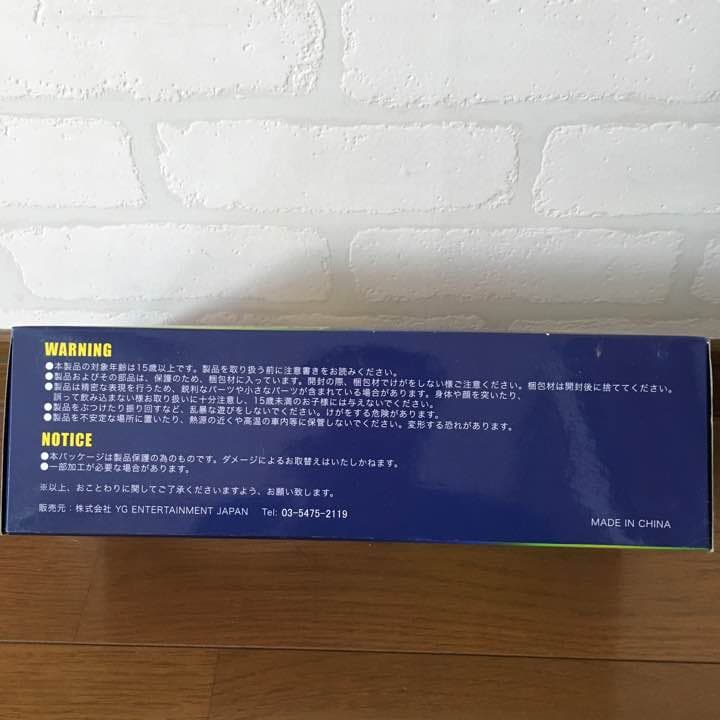 WARNING
●本製品の対象年齢は15歳以上です。製品を取り扱う前に注意書きをお読みください。
●製品およびその部品は、保護のため、梱包材に入っています。開封の際、梱包材でけがをしない様ご注意ください。梱包材は開封後に捨ててください。
●製品は精密な表現を行うため、鋭利なパーツや小さなパーツが含まれている場合があります。身体や顔を突いたり、
誤って飲み込まない様お取り扱いに十分注意し、15歳未満のお子様には与えないでください。
●製品をぶつけたり振り回すなど、乱暴な遊びをしないでください。けがをする危険があります。
●製品を不安定な場所に置いたり、熱源の近くや高温の車内等に保管しないでください。変形する恐れがあります。
NOTICE
●本パッケージは製品保護の為のものです。ダメージによるお取替えはいたしかねます。
●一部加工が必要な場合があります。
※以上、おことわりに関してご了承くださいますよう、お願い致します。
販売元：株式会社 YG ENTERTAINMENT JAPAN Tel: 03-5475-2119
MADE IN CHINA